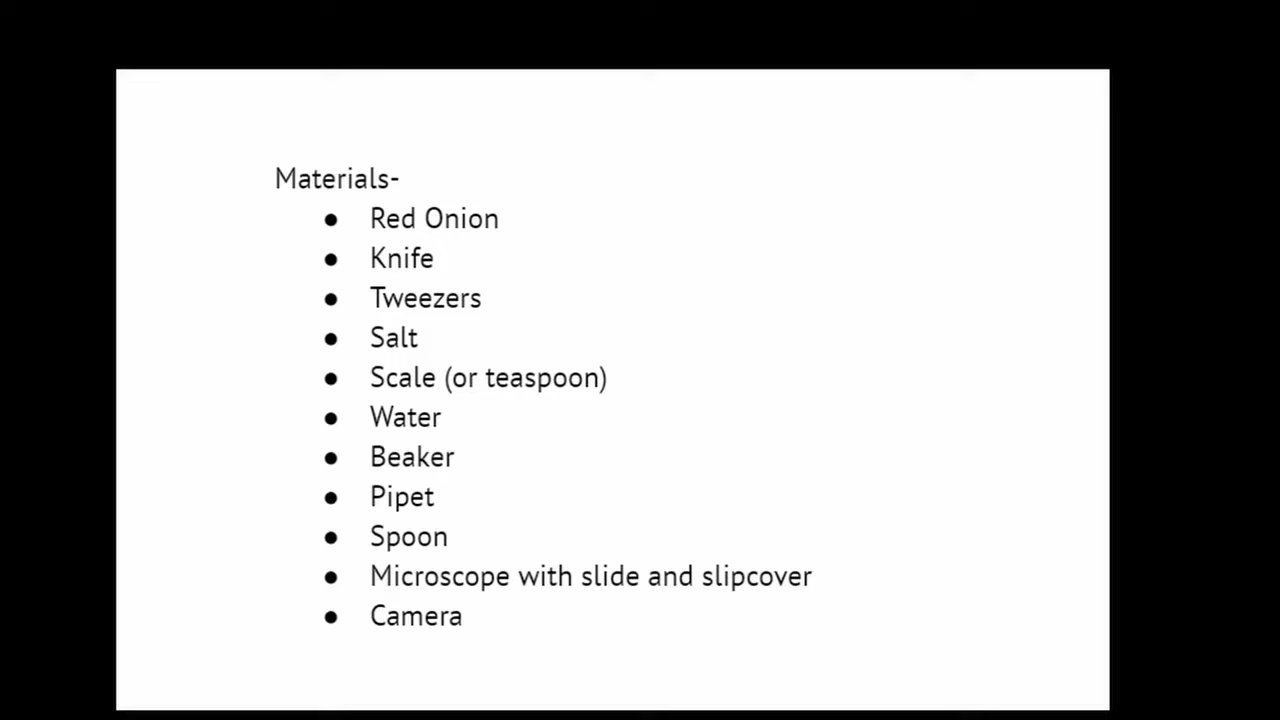 Materials-
● Red Onion
● Knife
● Tweezers
● Salt
● Scale (or teaspoon)
● Water
● Beaker
● Pipet
● Spoon
● Microscope with slide and slipcover
● Camera